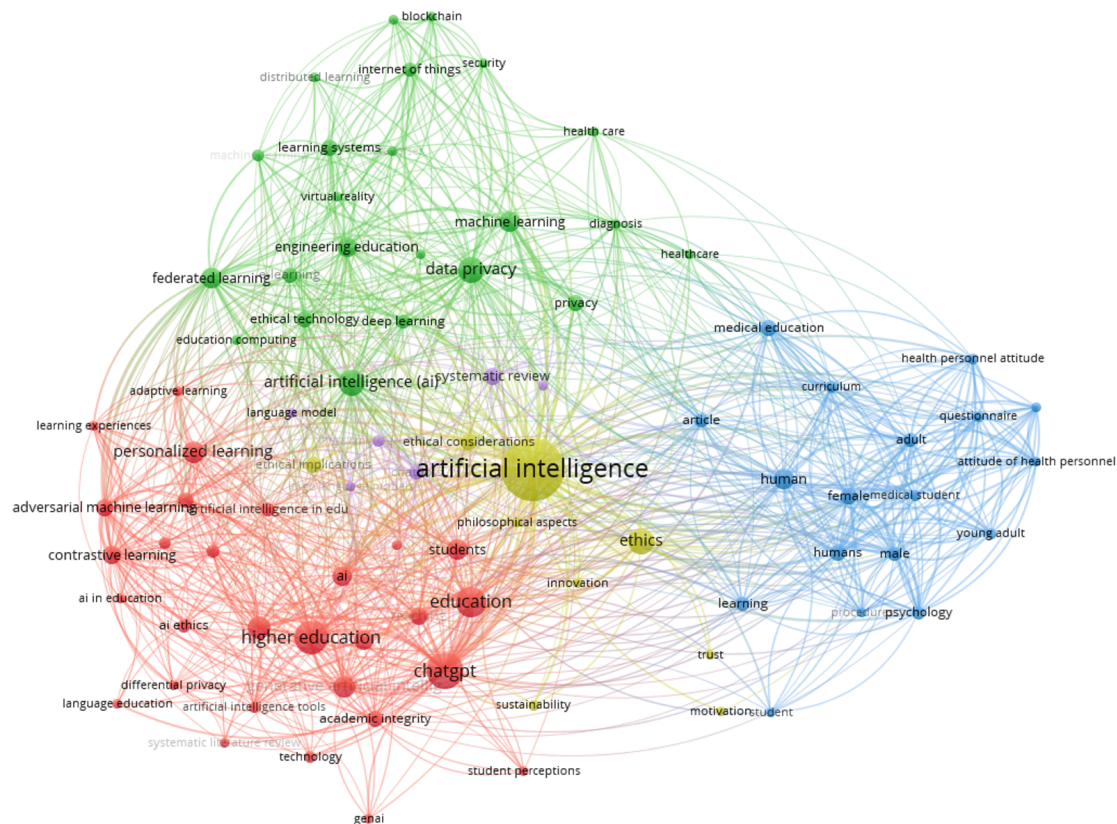 blockchain
internet of things
security
distributed learning
health care
learning systems
virtual reality
machine learning
diagnosis
engineering education
healthcare
data privacy
federated learning
e-learning
privacy
ethical technology
deep learning
medical education
education computing
health personnel attitude
artificial intelligence (ai)
systematic review
curriculum
adaptive learning
language model
questionnaire
learning experiences
article
ethical considerations
adult
personalized learning
ethical implications
artificial intelligence
attitude of health personnel
human
female
medical student
adversarial machine learning
artificial intelligence in edu
philosophical aspects
young adult
ethics
students
contrastive learning
humans
male
ai
innovation
ai in education
education
learning
procedures
psychology
ai ethics
higher education
trust
chatgpt
differential privacy
language education
artificial intelligence tools
sustainability
motivation
student
academic integrity
systematic literature review
technology
student perceptions
genai